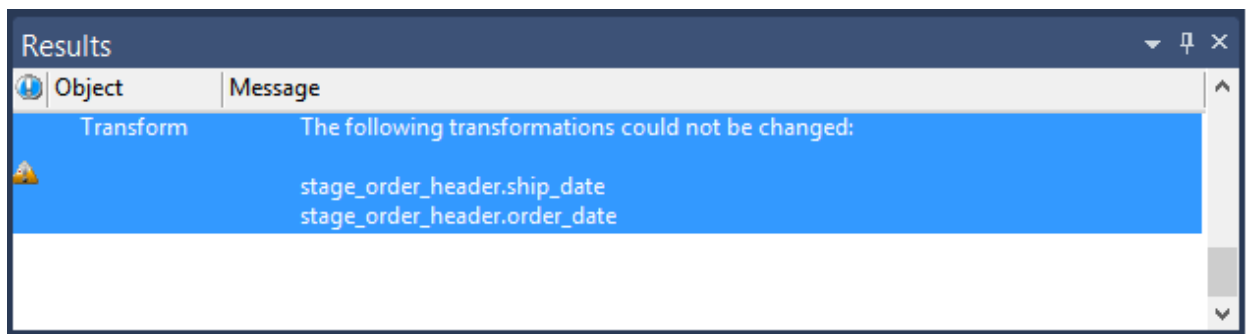 Results
Object Message
Transform The following transformations could not be changed:
stage_order_header.ship_date
stage_order_header.order_date